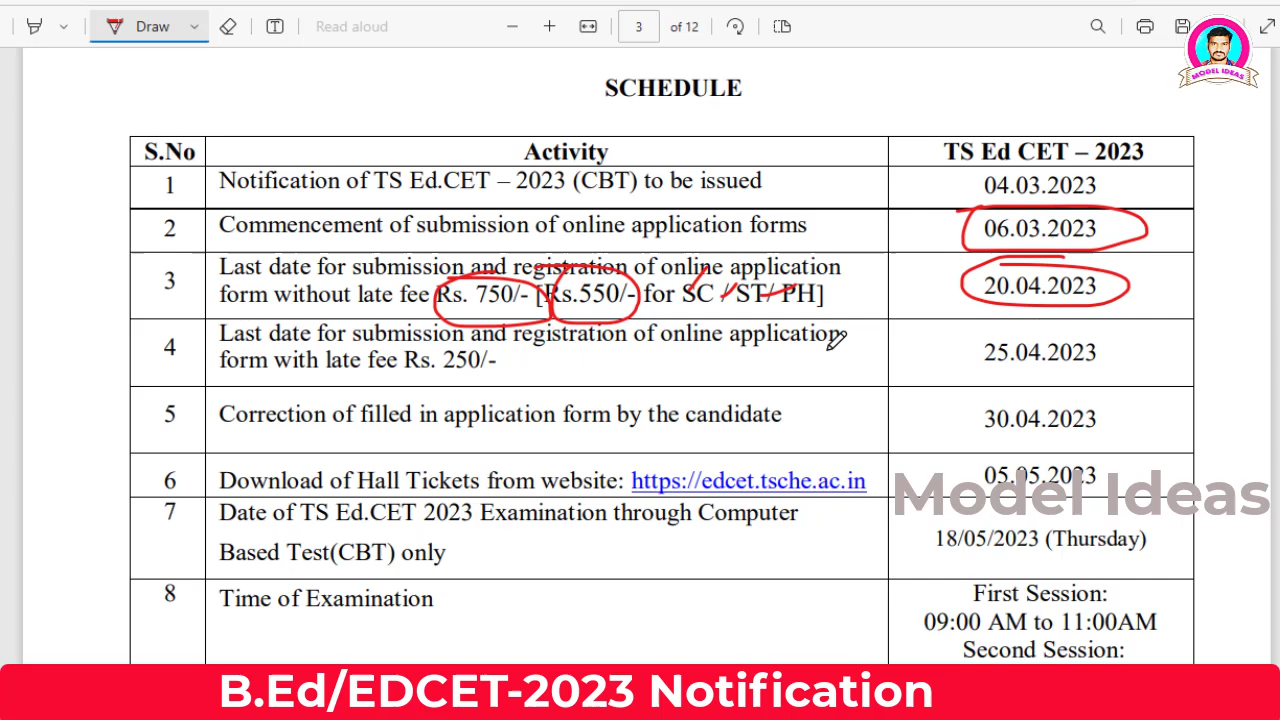 Draw
Read aloud
3 of 12
MODEL IDEAS
SCHEDULE
S.No Activity TS Ed CET – 2023
1 Notification of TS Ed.CET – 2023 (CBT) to be issued 04.03.2023
2 Commencement of submission of online application forms 06.03.2023
3 Last date for submission and registration of online application
form without late fee Rs. 750/- [Rs.550/- for SC / ST/ PH] 20.04.2023
4 Last date for submission and registration of online application
form with late fee Rs. 250/- 25.04.2023
5 Correction of filled in application form by the candidate 30.04.2023
6 Download of Hall Tickets from website: https://edcet.tsche.ac.in 05.05.2023
Model Ideas
7 Date of TS Ed.CET 2023 Examination through Computer
Based Test(CBT) only 18/05/2023 (Thursday)
8 Time of Examination First Session:
09:00 AM to 11:00AM
Second Session:
B.Ed/EDCET-2023 Notification